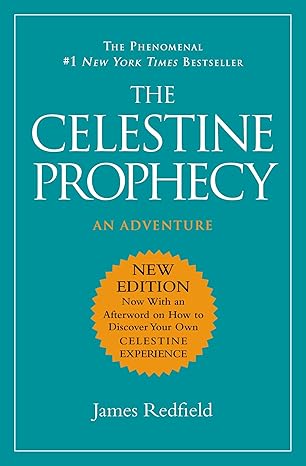 THE PHENOMENAL
#1 NEW YORK TIMES BESTSELLER
THE
CELESTINE
PROPHECY
AN ADVENTURE
NEW
EDITION
Now With an
Afterword on How to
Discover Your Own
CELESTINE
EXPERIENCE
James Redfield